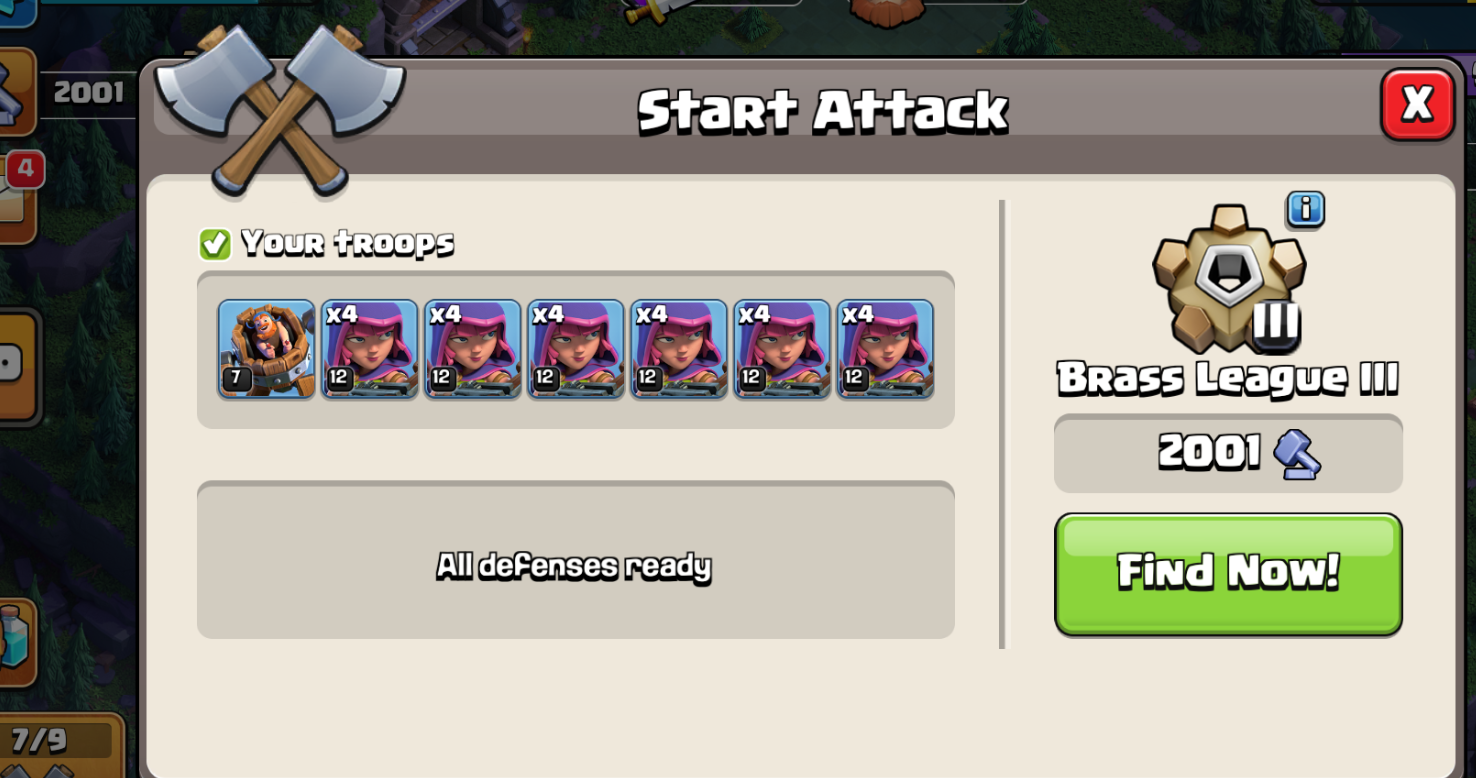 2001
Start Attack
X
4
Your troops
i
x4 x4 x4 x4 x4 x4
7 12 12 12 12 12 12
III
Brass League III
2001
All defenses ready
Find Now!
7/9